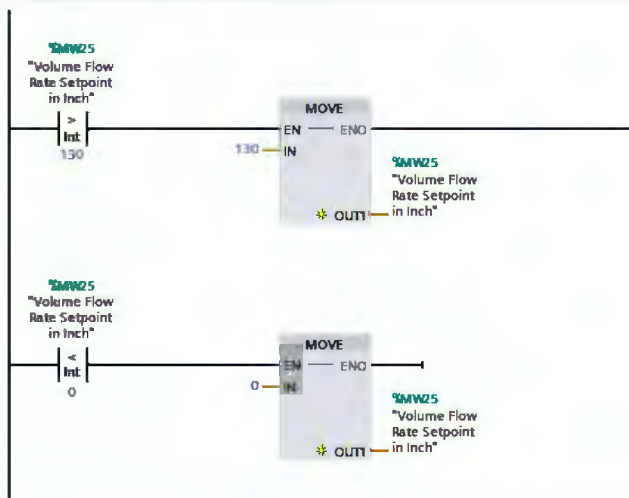 %MW25
"Volume Flow
Rate Setpoint
in Inch"
>
Int
130
MOVE
EN ENO
130 IN
%MW25
"Volume Flow
Rate Setpoint
OUT1 in Inch"
%MW25
"Volume Flow
Rate Setpoint
in Inch"
<
Int
0
MOVE
EN ENO
0 IN
%MW25
"Volume Flow
Rate Setpoint
OUT1 in Inch"